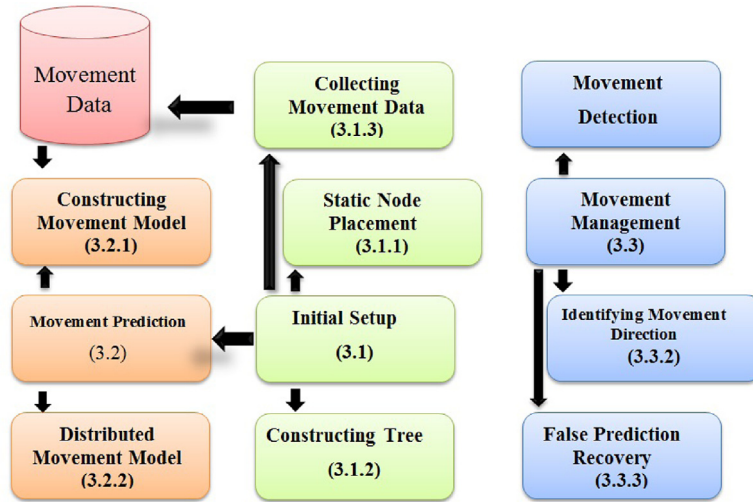 Movement
Data
Collecting
Movement Data
(3.1.3)
Movement
Detection
Constructing
Movement Model
(3.2.1)
Static Node
Placement
(3.1.1)
Movement
Management
(3.3)
Movement Prediction
(3.2)
Initial Setup
(3.1)
Identifying Movement
Direction
(3.3.2)
Distributed
Movement Model
(3.2.2)
Constructing Tree
(3.1.2)
False Prediction
Recovery
(3.3.3)